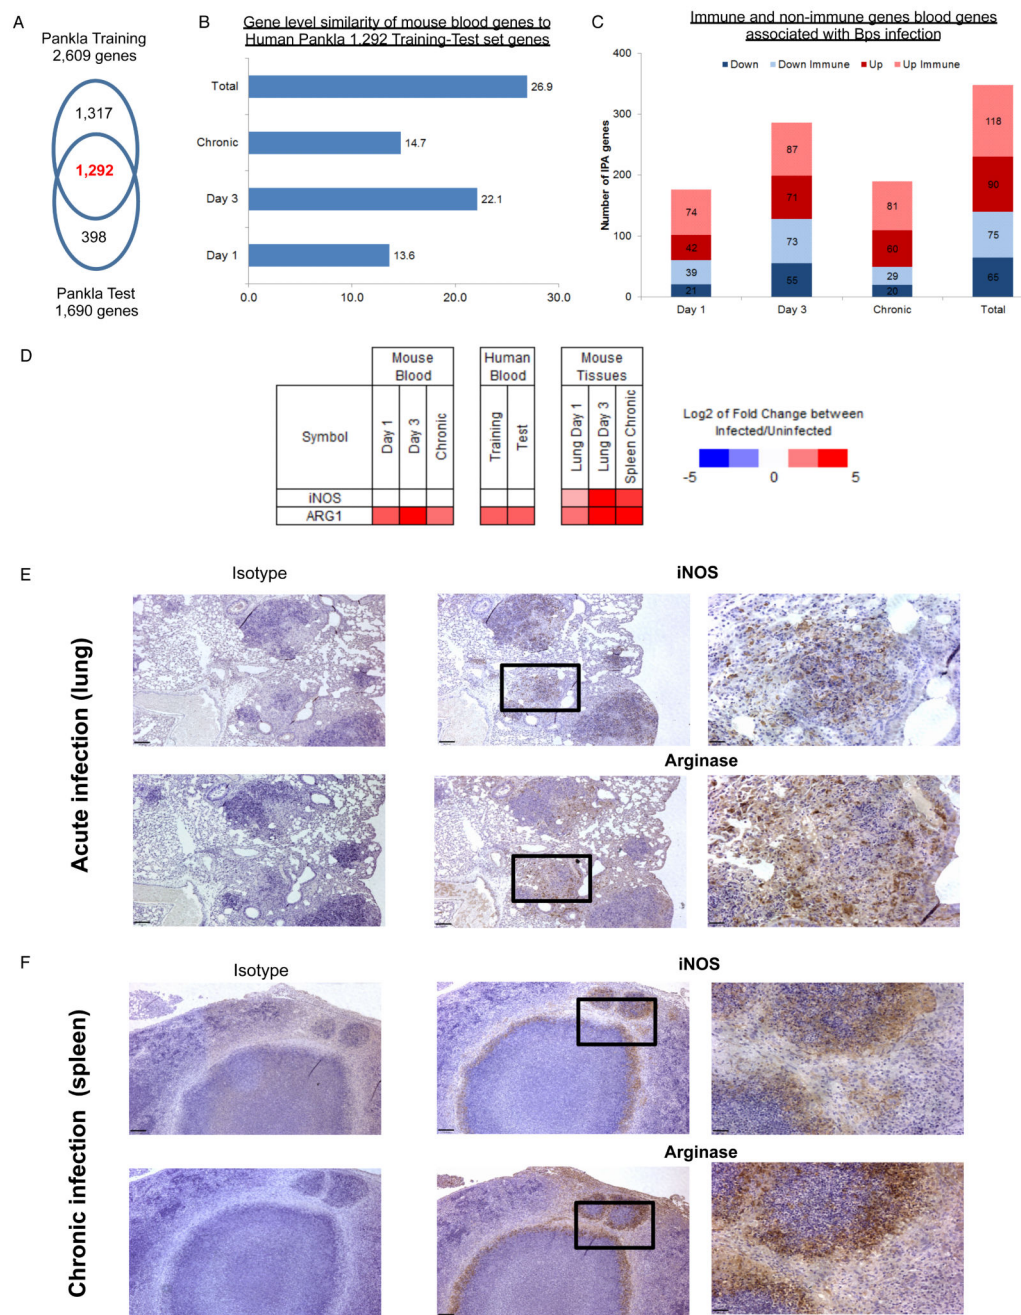 A
Pankla Training
2,609 genes
1,317
1,292
398
Pankla Test
1,690 genes
B
Gene level similarity of mouse blood genes to
Human Pankla 1,292 Training-Test set genes
Total
26.9
Chronic
14.7
Day 3
22.1
Day 1
13.6
0.0
10.0
20.0
30.0
C
Immune and non-immune genes blood genes
associated with Bps infection
Down
Down Immune
Up
Up Immune
Number of IPA genes
400
300
200
100
0
74
42
39
21
87
71
73
55
81
60
29
20
118
90
75
65
Day 1
Day 3
Chronic
Total
D
Mouse
Blood
Human
Blood
Mouse
Tissues
Symbol
Day 1
Day 3
Chronic
Training
Test
Lung Day 1
Lung Day 3
Spleen Chronic
iNOS
ARG1
Log2 of Fold Change between
Infected/Uninfected
-5
0
5
E
Acute infection (lung)
Isotype
iNOS
Arginase
F
Chronic infection (spleen)
Isotype
iNOS
Arginase